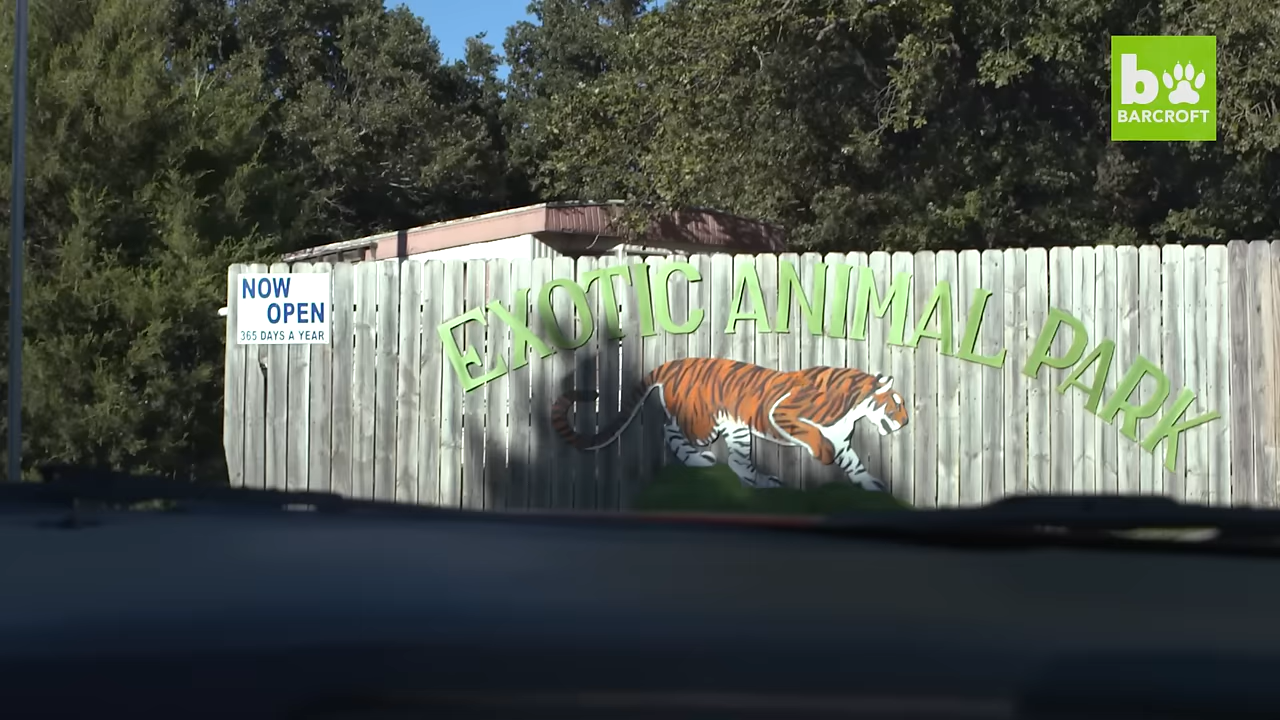 b
BARCROFT
NOW
OPEN
365 DAYS A YEAR
EXOTIC ANIMAL PARK